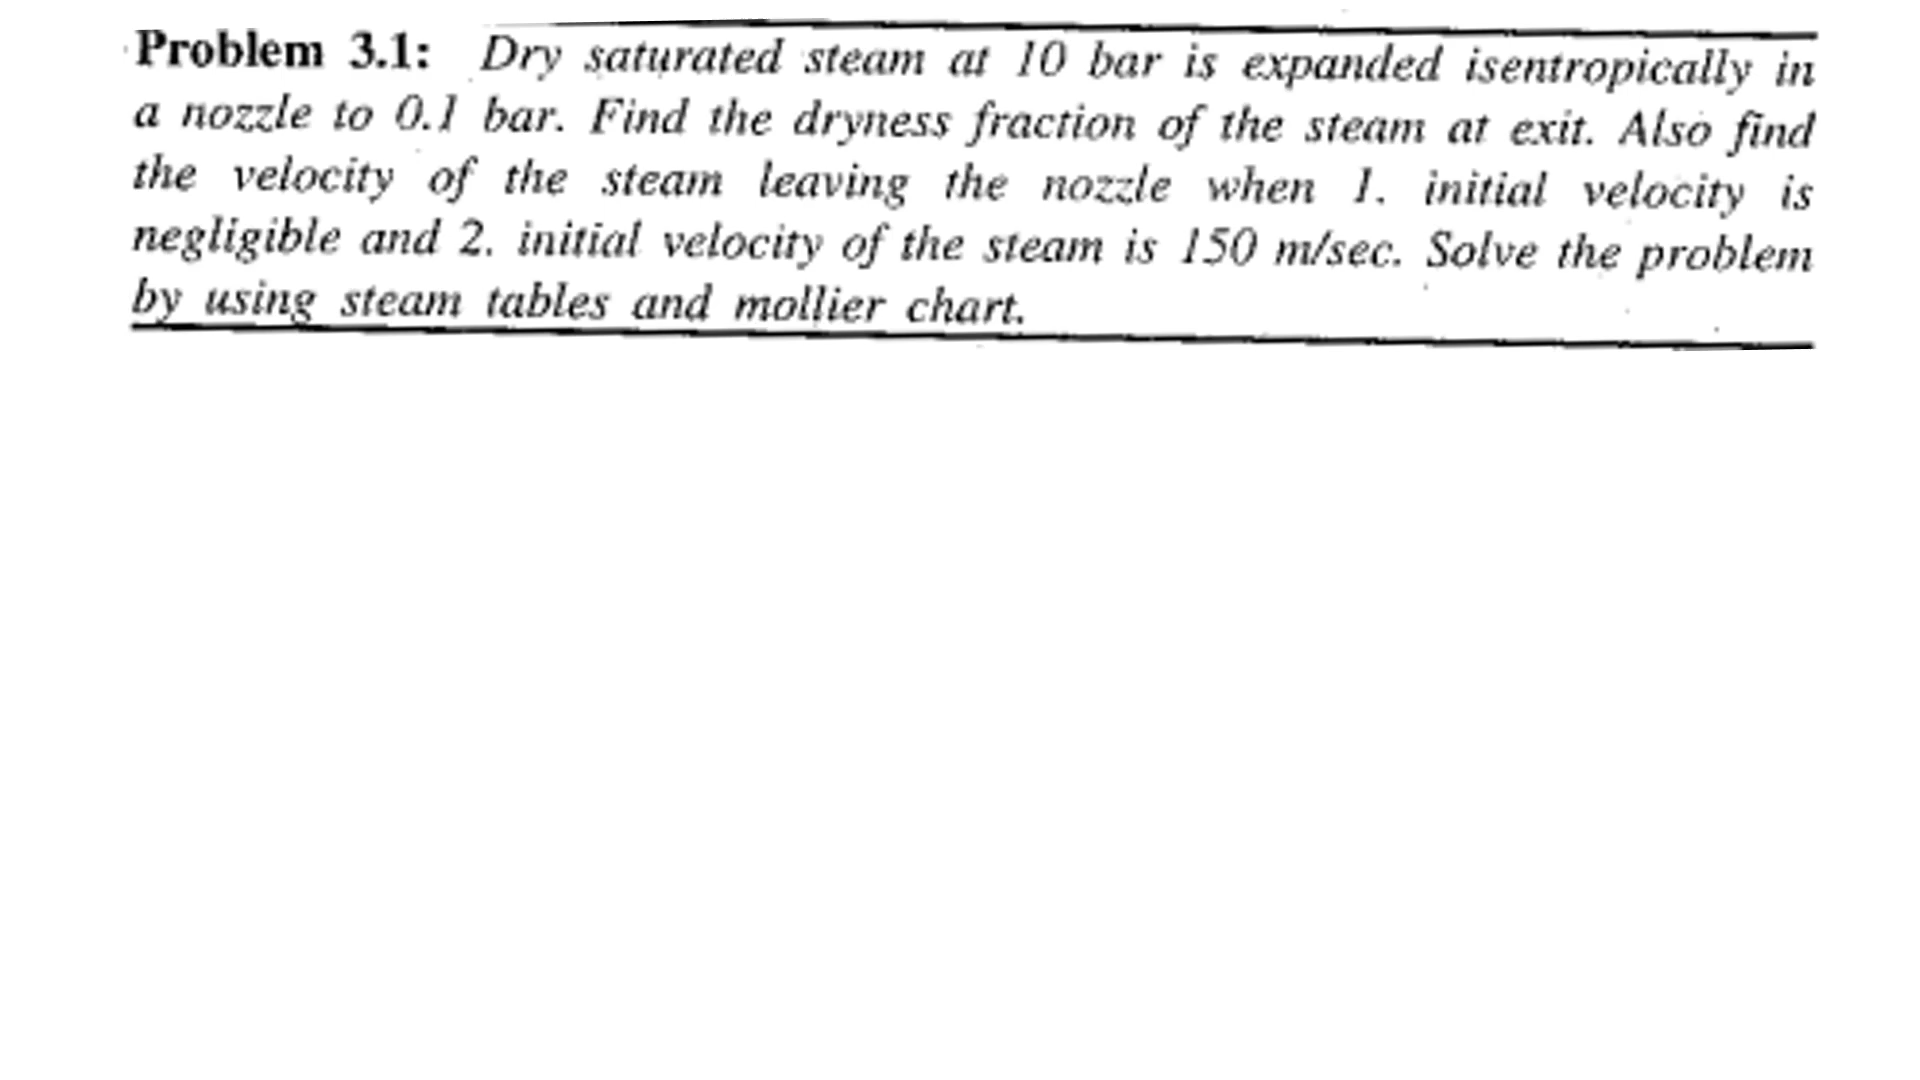 Problem 3.1: Dry saturated steam at 10 bar is expanded isentropically in
a nozzle to 0.1 bar. Find the dryness fraction of the steam at exit. Also find
the velocity of the steam leaving the nozzle when 1. initial velocity is
negligible and 2. initial velocity of the steam is 150 m/sec. Solve the problem
by using steam tables and mollier chart.